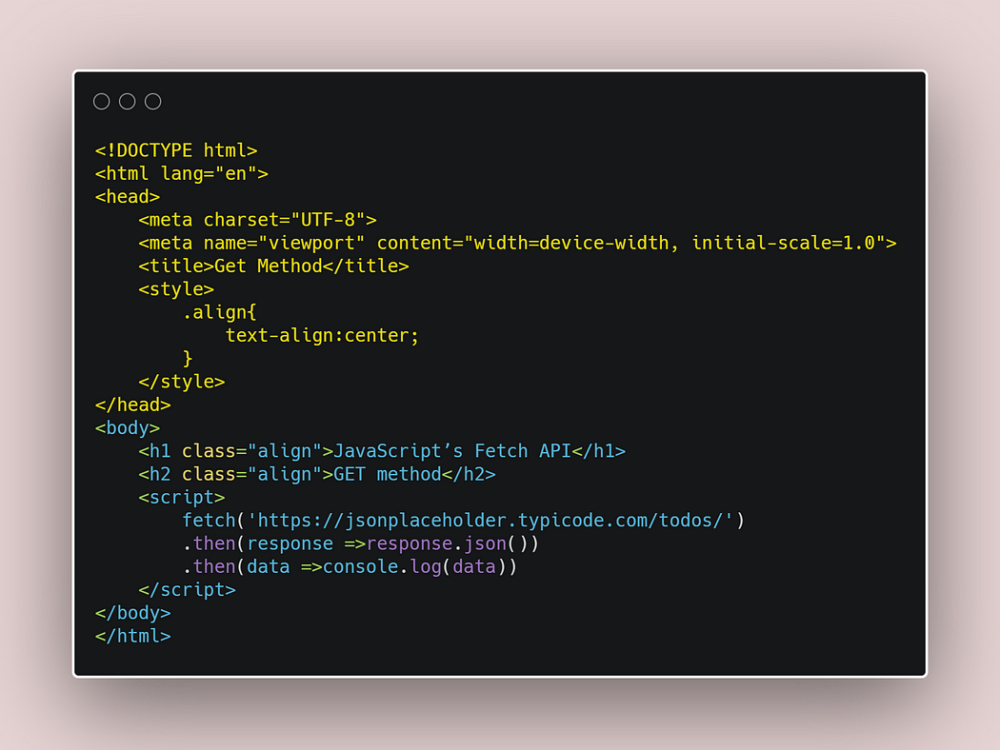 <!DOCTYPE html>
<html lang="en">
<head>
    <meta charset="UTF-8">
    <meta name="viewport" content="width=device-width, initial-scale=1.0">
    <title>Get Method</title>
    <style>
        .align{
            text-align:center;
        }
    </style>
</head>
<body>
    <h1 class="align">JavaScript’s Fetch API</h1>
    <h2 class="align">GET method</h2>
    <script>
        fetch('https://jsonplaceholder.typicode.com/todos/')
        .then(response =>response.json())
        .then(data =>console.log(data))
    </script>
</body>
</html>